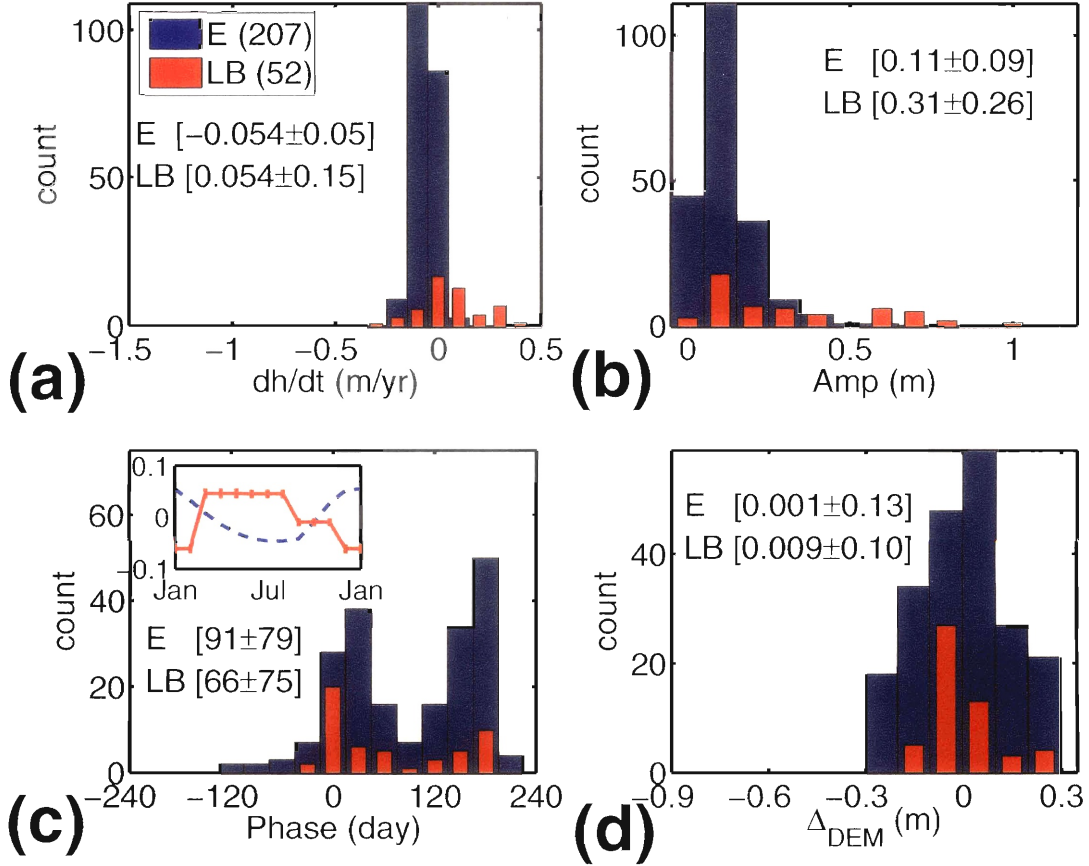 100
50
0
count
E (207)
LB (52)
E [−0.054±0.05]
LB [0.054±0.15]
−1.5 −1 −0.5 0 0.5
dh/dt (m/yr)
(a)
100
50
0
count
E [0.11±0.09]
LB [0.31±0.26]
0 0.5 1
Amp (m)
(b)
60
40
20
0
count
0.1
0
−0.1
Jan Jul Jan
E [91±79]
LB [66±75]
−240 −120 0 120 240
Phase (day)
(c)
40
20
0
count
E [0.001±0.13]
LB [0.009±0.10]
−0.9 −0.6 −0.3 0 0.3
Δ_DEM (m)
(d)